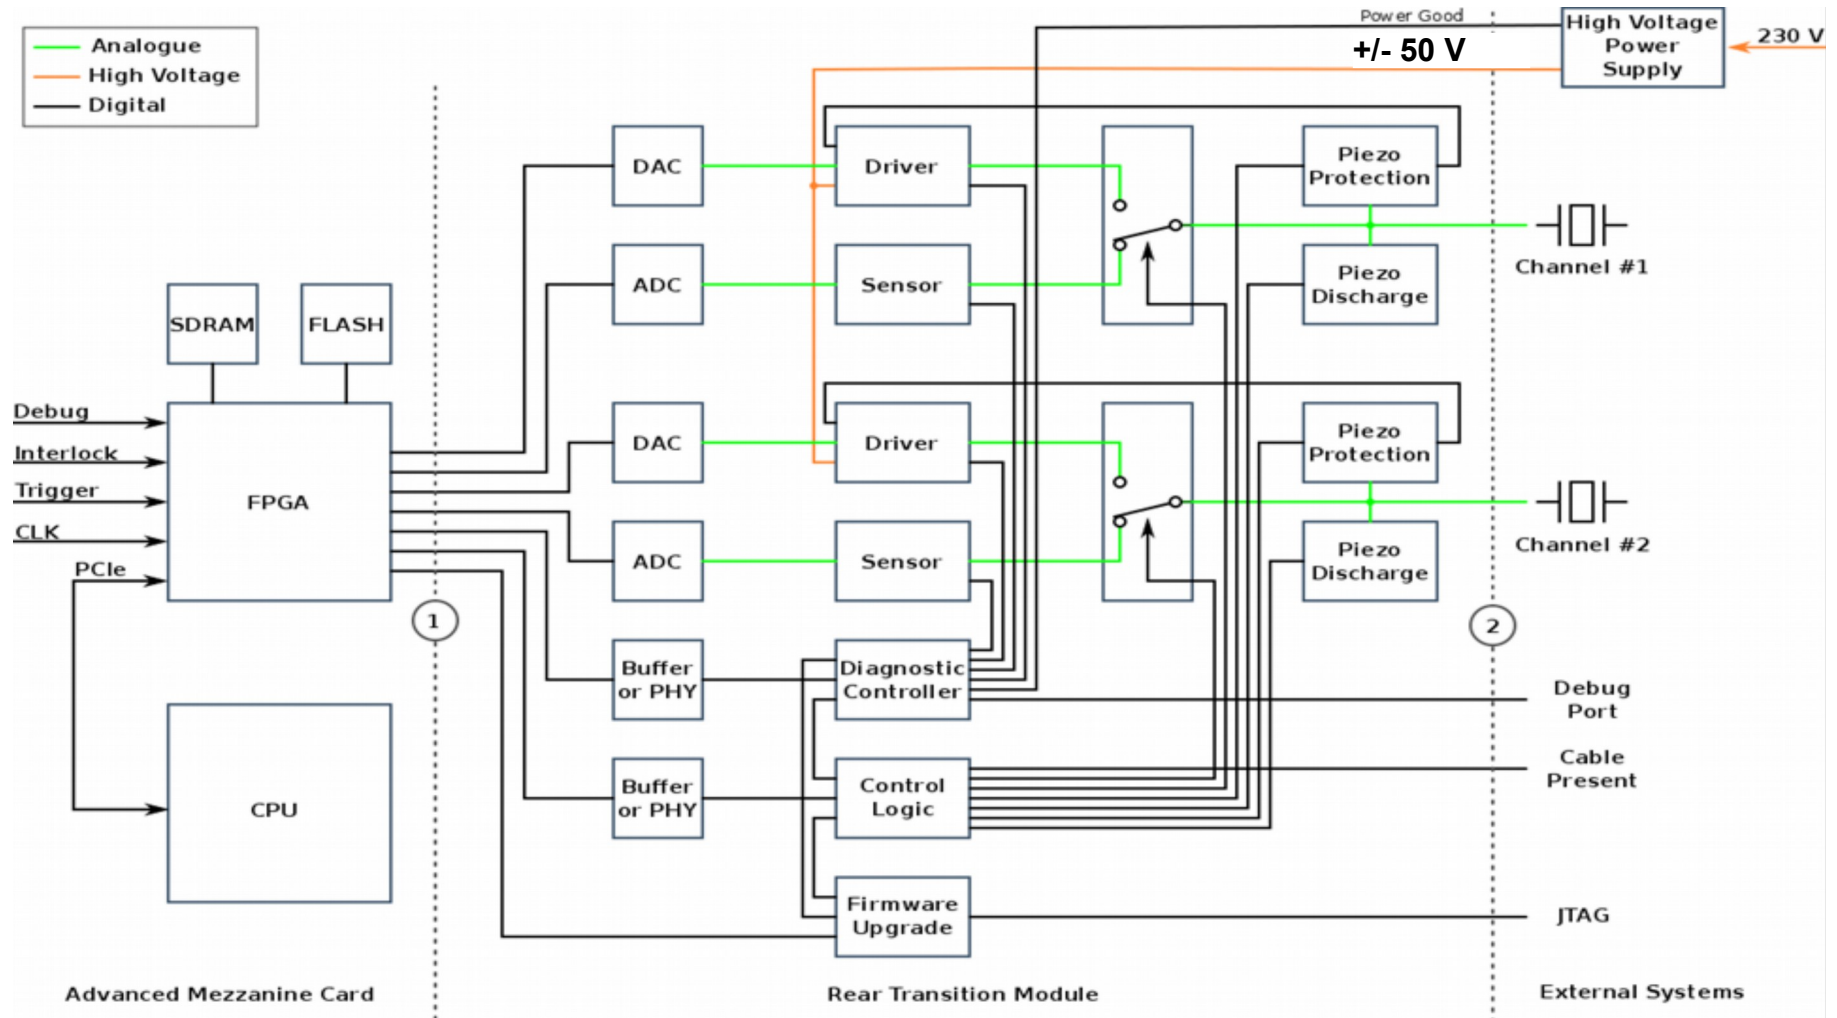 Analogue
High Voltage
Digital
Power Good
+/- 50 V
High Voltage
Power
Supply
230 V
DAC
Driver
Piezo
Protection
ADC
Sensor
Piezo
Discharge
Channel #1
SDRAM
FLASH
Debug
Interlock
Trigger
CLK
PCIe
FPGA
DAC
Driver
Piezo
Protection
ADC
Sensor
Piezo
Discharge
Channel #2
1
2
Buffer
or PHY
Diagnostic
Controller
Debug
Port
CPU
Buffer
or PHY
Control
Logic
Cable
Present
Firmware
Upgrade
JTAG
Advanced Mezzanine Card
Rear Transition Module
External Systems